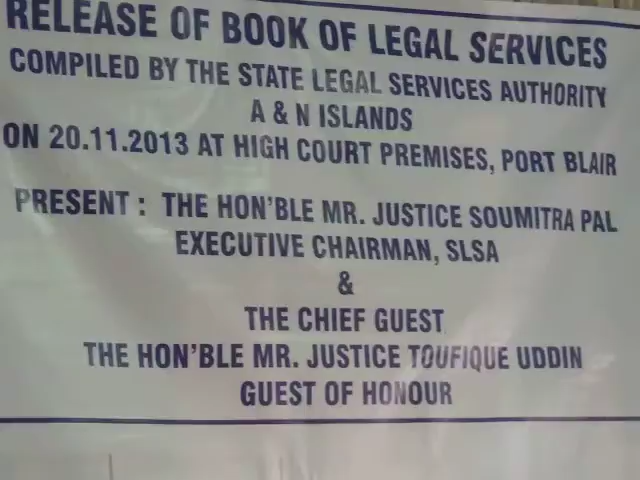 RELEASE OF BOOK OF LEGAL SERVICES
COMPILED BY THE STATE LEGAL SERVICES AUTHORITY
A & N ISLANDS
ON 20.11.2013 AT HIGH COURT PREMISES, PORT BLAIR
PRESENT : THE HON'BLE MR. JUSTICE SOUMITRA PAL
EXECUTIVE CHAIRMAN, SLSA
&
THE CHIEF GUEST
THE HON'BLE MR. JUSTICE TOUFIQUE UDDIN
GUEST OF HONOUR